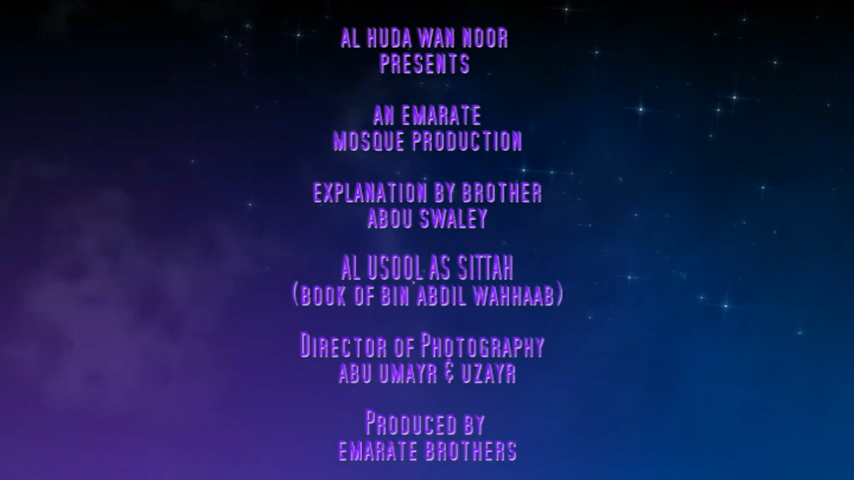 AL HUDA WAN NOOR
PRESENTS
AN EMARATE
MOSQUE PRODUCTION
EXPLANATION BY BROTHER
ABOU SWALEY
AL USOOL AS SITTAH
(BOOK OF BIN ABDIL WAHHAAB)
DIRECTOR OF PHOTOGRAPHY
ABU UMAYR & UZAYR
PRODUCED BY
EMARATE BROTHERS